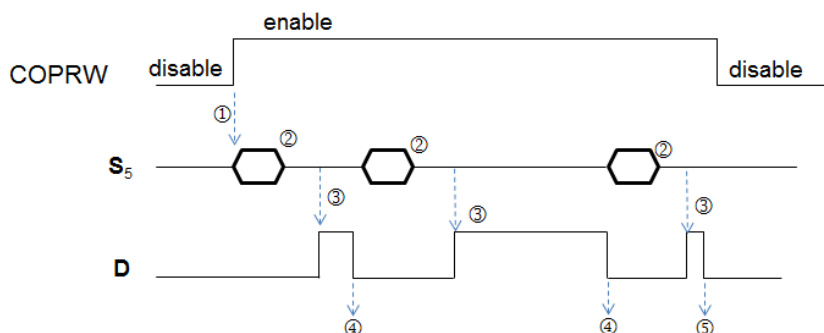 enable
COPRW disable disable
①
② ② ②
S₅
③ ③ ③
D
④ ④ ⑤